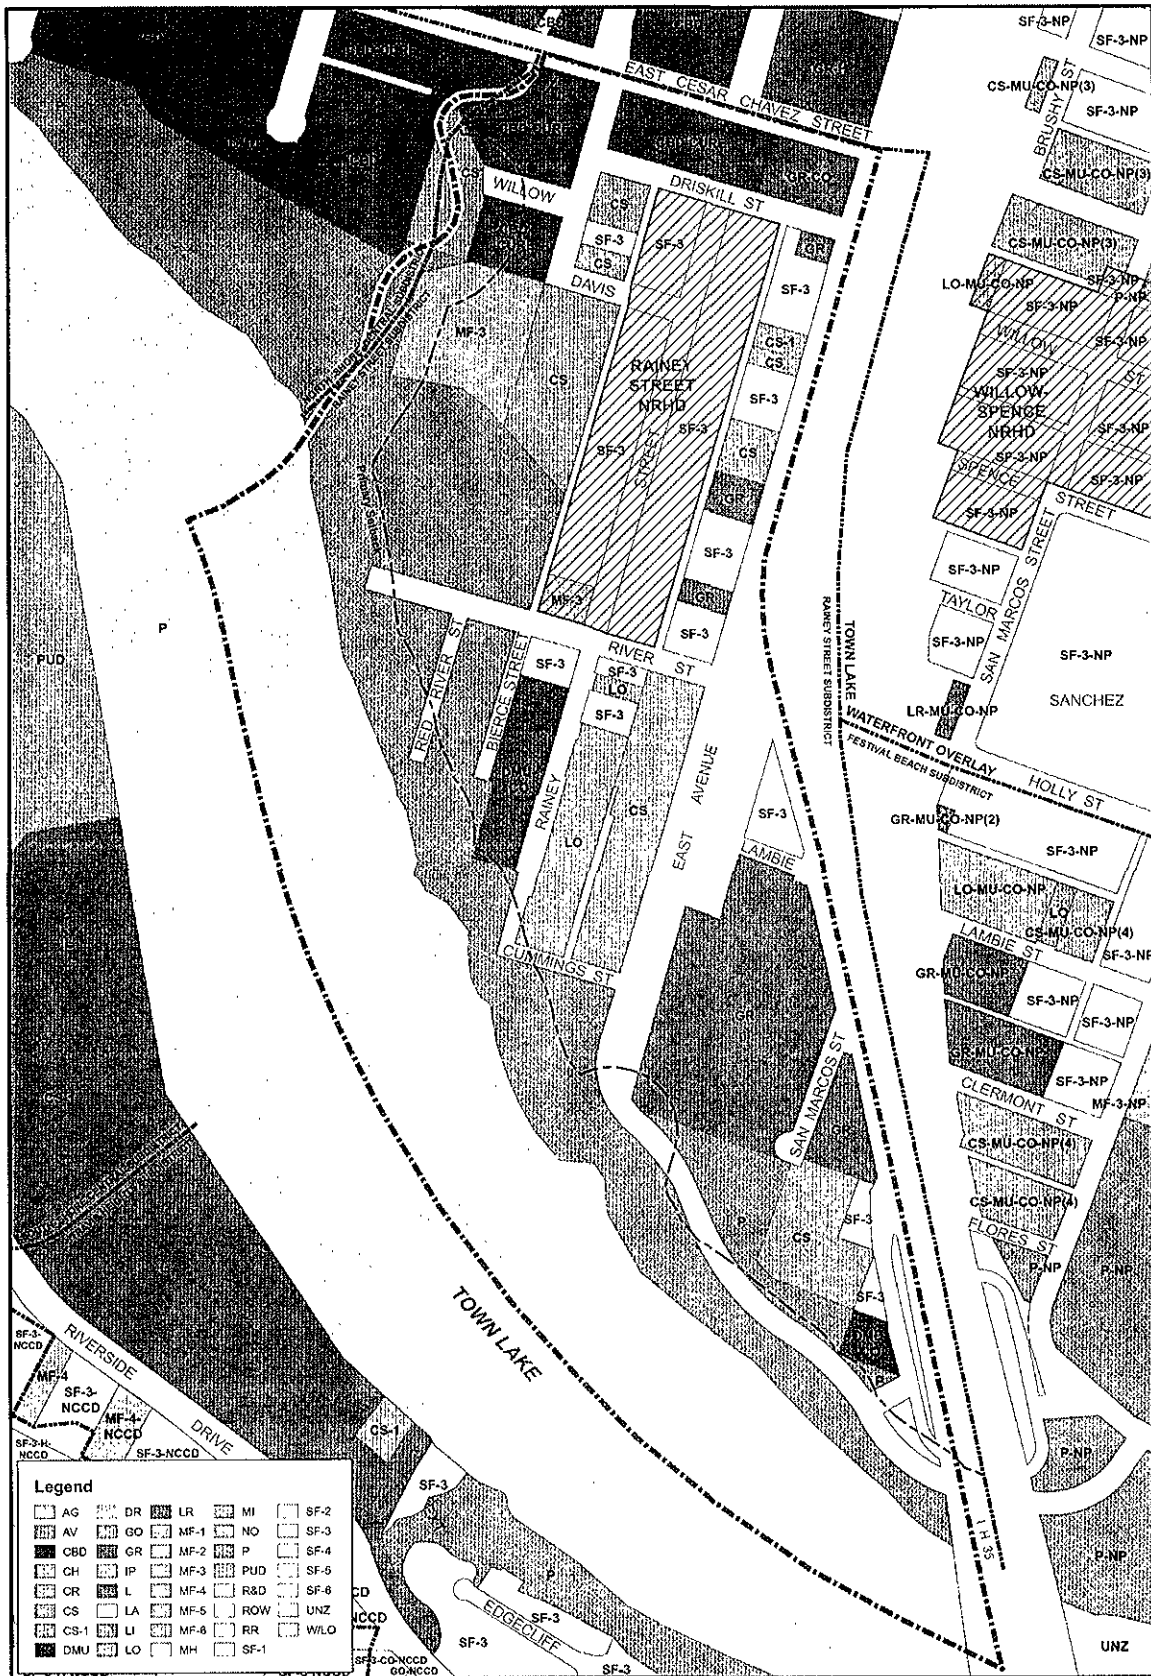 CBD
SF-3-NP
SF-3-NP
EAST CESAR CHAVEZ STREET
CS-MU-CO-NP(3)
BRUSHY ST
SF-3-NP
CS-MU-CO-NP(3)
GR-CO
CS
WILLOW
DRISKILL ST
CS
SF-3
CS
SF-3
GR
CS-MU-CO-NP(3)
DAVIS
SF-3
LO-MU-CO-NP
SF-3-NP
P-NP
SF-3-NP
MF-3
CS
CS-1
CS
WILLOW
ST
SF-3-NP
SF-3-NP
RAINEY
STREET
NRHD
SF-3
WILLOW-
SPENCE
NRHD
SF-3
SF-3
STREET
CS
SF-3-NP
SF-3-NP
SPENCE
STREET
Primary Setback
GR
SF-3-NP
SF-3
SF-3-NP
MF-3
GR
TAYLOR
SAN MARCOS STREET
P
PUD
RIVER ST
SF-3
TOWN LAKE
RAINEY STREET SUBDISTRICT
SF-3-NP
SF-3-NP
SANCHEZ
RED RIVER ST
BIERCE STREET
SF-3
SF-3
LO
SF-3
LR-MU-CO-NP
WATERFRONT OVERLAY
FESTIVAL BEACH SUBDISTRICT
HOLLY ST
DMU-CO
RAINEY
CS
EAST AVENUE
SF-3
GR-MU-CO-NP(2)
SF-3-NP
LO
LAMBIE
LO-MU-CO-NP
LO
CS-MU-CO-NP(4)
LAMBIE ST
SF-3-NP
CUMMINGS ST
GR-MU-CO-NP
SF-3-NP
SF-3-NP
GR
SAN MARCOS ST
GR
GR-MU-CO-NP
SF-3-NP
MF-3-NP
CLERMONT ST
CS-MU-CO-NP(4)
CS-MU-CO-NP(4)
P
CS
SF-3
FLORES ST
P-NP
P-NP
SF-3
TOWN LAKE
P
RIVERSIDE DRIVE
SF-3-
NCCD
MF-4
SF-3-
NCCD
MF-4-
NCCD
SF-3-H-
NCCD
SF-3-NCCD
CS-1
SF-3
P-NP
I H 35
P-NP
P
EDGECLIFF
SF-3
SF-3
SF-3
SF-3-CO-NCCD
GO-NCCD
UNZ
Legend
AG DR LR MI SF-2
AV GO MF-1 NO SF-3
CBD GR MF-2 P SF-4
CH IP MF-3 PUD SF-5
CR L MF-4 R&D SF-6
CS LA MF-5 ROW UNZ
CS-1 LI MF-6 RR W/LO
DMU LO MH SF-1